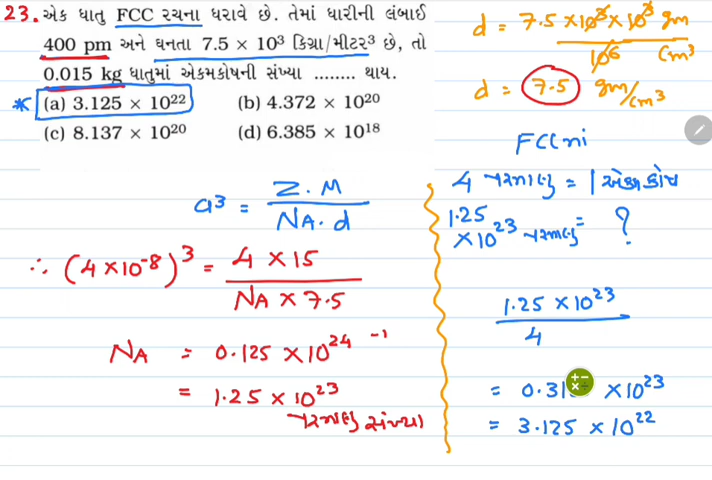 23. એક ધાતુ FCC રચના ધરાવે છે. તેમાં ધારીની લંબાઈ
400 pm અને ઘનતા 7.5 × 10³ કિગ્રા/મીટર³ છે, તો
0.015 kg ધાતુમાં એકમકોષની સંખ્યા ........ થાય.
* (a) 3.125 × 10²² (b) 4.372 × 10²⁰
(c) 8.137 × 10²⁰ (d) 6.385 × 10¹⁸
d = 7.5 × 10³ × 10³ gm
10⁶ cm³
d = 7.5 gm/cm³
FCC ની
4 પરમાણુ = 1 એકમકોષ
1.25
× 10²³ પરમાણુ = ?
1.25 × 10²³
4
= 0.31 × 10²³
= 3.125 × 10²²
a³ = Z . M
NA . d
∴ (4 × 10⁻⁸)³ = 4 × 15
NA × 7.5
NA = 0.125 × 10²⁴ ⁻¹
= 1.25 × 10²³
પરમાણુ સંખ્યા